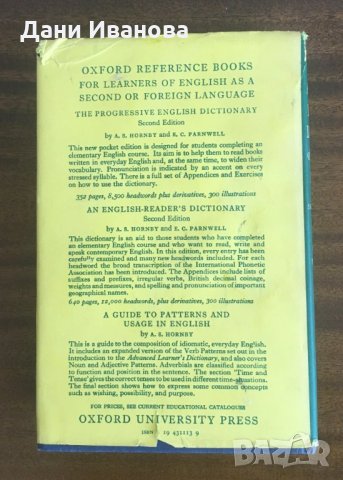 Дани Иванова
OXFORD REFERENCE BOOKS
FOR LEARNERS OF ENGLISH AS A
SECOND OR FOREIGN LANGUAGE
THE PROGRESSIVE ENGLISH DICTIONARY
Second Edition
by A. S. HORNBY and E. C. PARNWELL
This new pocket edition is designed for students completing an
elementary English course. Its aim is to help them to read books
written in everyday English and, at the same time, to widen their
vocabulary. Pronunciation is indicated by an accent on every
stressed syllable. There is a full set of Appendices and Exercises
on how to use the dictionary.
352 pages, 8,500 headwords plus derivatives, 300 illustrations
AN ENGLISH-READER'S DICTIONARY
Second Edition
by A. S. HORNBY and E. C. PARNWELL
This dictionary is an aid to those students who have completed
an elementary English course and who want to read, write and
speak contemporary English. In this edition, every entry has been
carefully examined and many new headwords included. For each
headword the broad transcription of the International Phonetic
Association has been introduced. The Appendices include lists of
suffixes and prefixes, irregular verbs, British decimal coinage,
weights and measures, and spelling and pronunciation of important
geographical names.
640 pages, 12,000 headwords, plus derivatives, 300 illustrations
A GUIDE TO PATTERNS AND
USAGE IN ENGLISH
by A. S. HORNBY
This is a guide to the composition of idiomatic, everyday English.
It includes an expanded version of the Verb Patterns set out in the
Introduction to the Advanced Learner's Dictionary, and also covers
Noun and Adjective Patterns. Adverbials are classified according
to function and position in the sentence. The section 'Time and
Tense' gives the correct tenses to be used in different time-situations.
The final section shows how to express some common concepts
such as wishing, possibility, and purpose.
FOR PRICES, SEE CURRENT EDUCATIONAL CATALOGUES
OXFORD UNIVERSITY PRESS
ISBN 19 431113 9
BAZAR